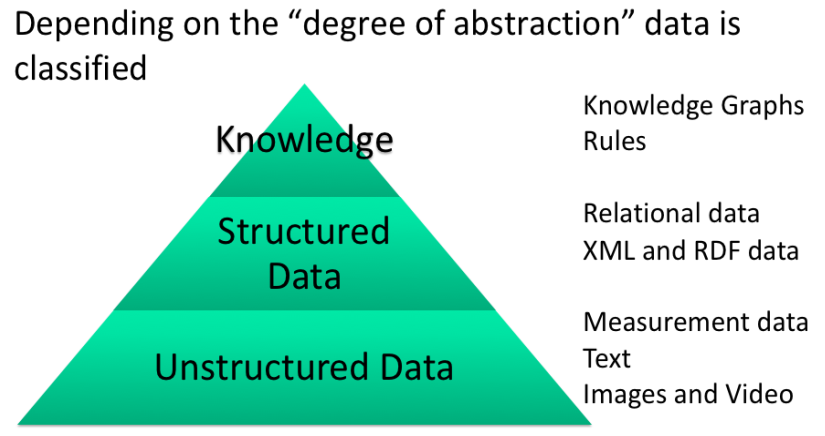 Depending on the “degree of abstraction” data is
classified
Knowledge
Knowledge Graphs
Rules
Structured
Data
Relational data
XML and RDF data
Unstructured Data
Measurement data
Text
Images and Video